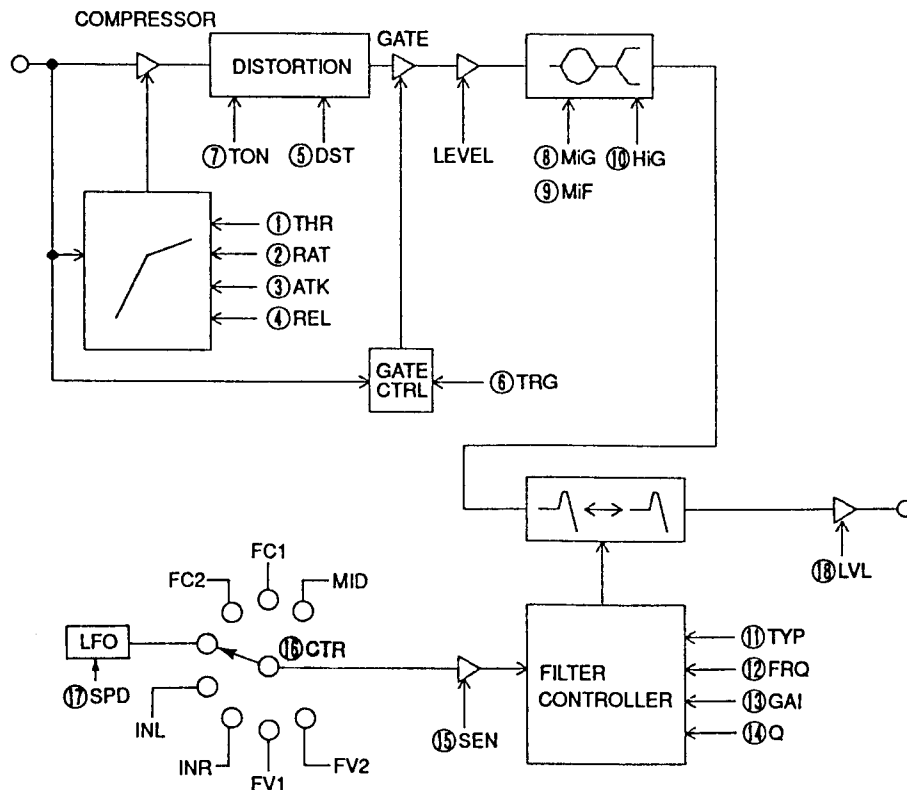 COMPRESSOR
GATE
DISTORTION
⑦TON
⑤DST
LEVEL
⑧MiG
⑩HiG
⑨MiF
①THR
②RAT
③ATK
④REL
GATE
CTRL
⑥TRG
⑱LVL
FC1
FC2
MID
LFO
⑯CTR
⑰SPD
INL
INR
FV1
FV2
⑮SEN
FILTER
CONTROLLER
⑪TYP
⑫FRQ
⑬GAI
⑭Q